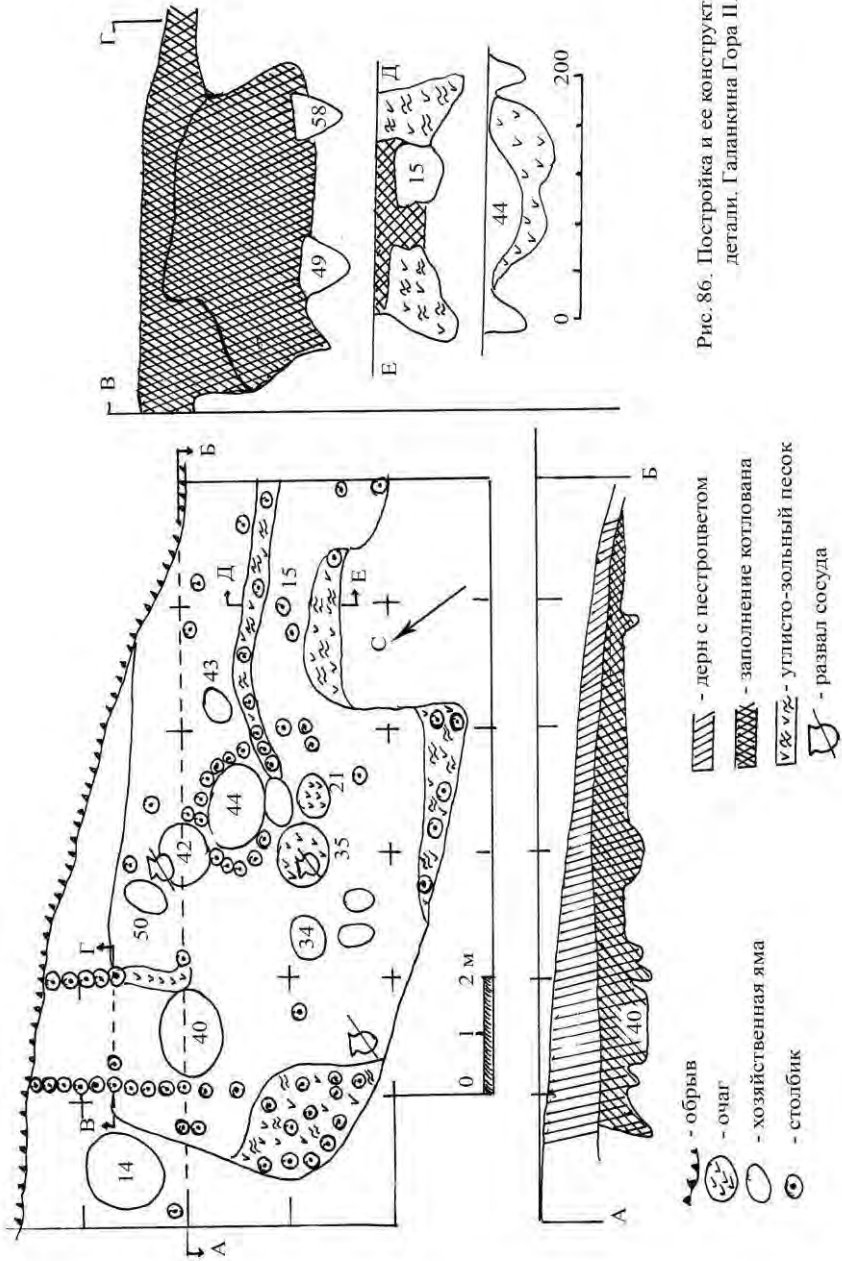 Г
В
58
49
Д
15
Е
44
0
200
Б
Д
15
Е
С
43
44
21
42
35
50
34
Г
40
В
14
А
0
1
2 м
40
А
Б
- обрыв
- очаг
- хозяйственная яма
- столбик
- дерн с пестроцветом
- заполнение котлована
- углисто-зольный песок
- развал сосуда
Рис. 86. Постройка и ее конструкт
детали. Галанкина Гора II.